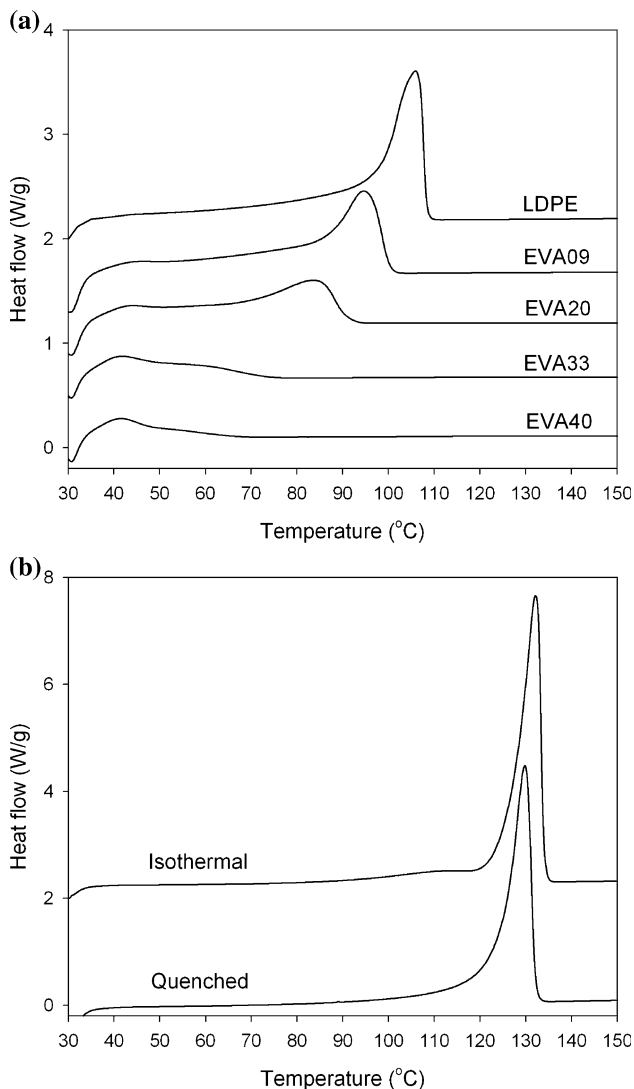 (a)
4
3
2
1
0
Heat flow (W/g)
LDPE
EVA09
EVA20
EVA33
EVA40
30 40 50 60 70 80 90 100 110 120 130 140 150
Temperature (°C)
(b)
8
6
4
2
0
Heat flow (W/g)
Isothermal
Quenched
30 40 50 60 70 80 90 100 110 120 130 140 150
Temperature (°C)